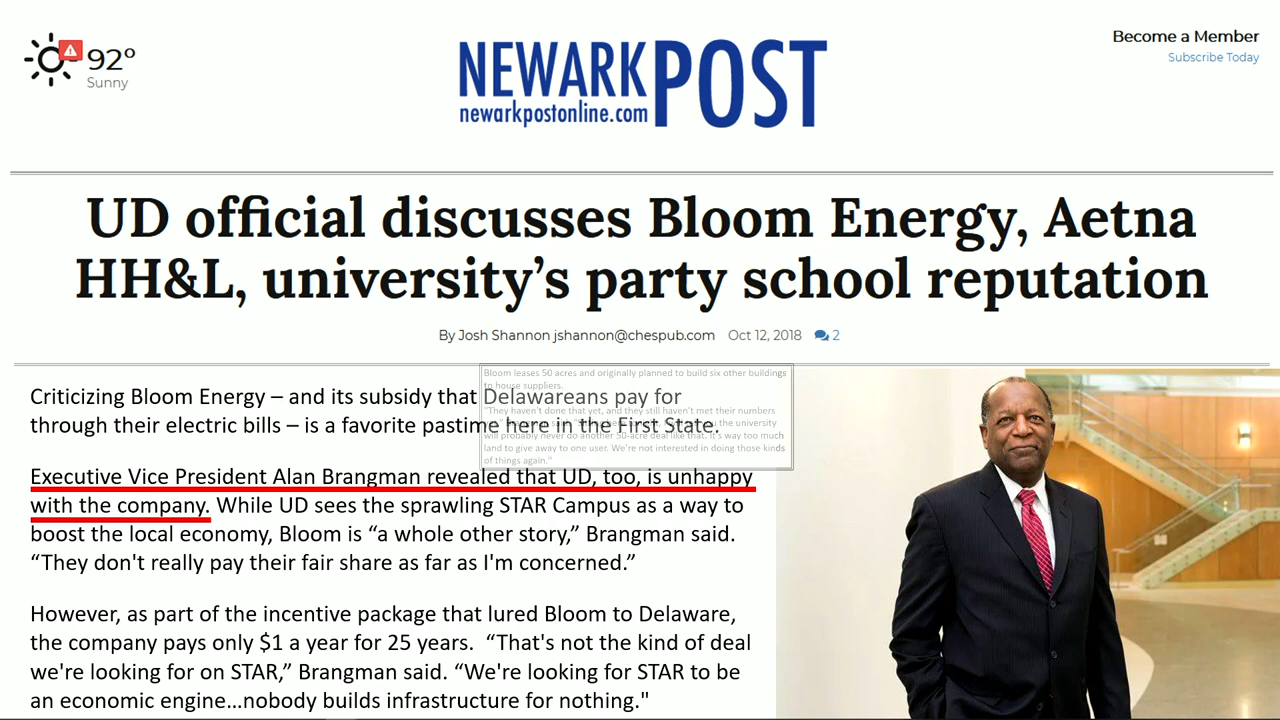 92°
Sunny
NEWARK POST
newarkpostonline.com
Become a Member
Subscribe Today
UD official discusses Bloom Energy, Aetna
HH&L, university’s party school reputation
By Josh Shannon jshannon@chespub.com Oct 12, 2018 2
Criticizing Bloom Energy – and its subsidy that Delawareans pay for
through their electric bills – is a favorite pastime here in the First State.
Bloom leases 50 acres and originally planned to build six other buildings
to house suppliers.
"They haven't done that yet, and they still haven't met their numbers
the university
will probably never do another 50-acre deal like that. It's way too much
land to give away to one user. We're not interested in doing those kinds
of things again."
Executive Vice President Alan Brangman revealed that UD, too, is unhappy
with the company. While UD sees the sprawling STAR Campus as a way to
boost the local economy, Bloom is “a whole other story,” Brangman said.
“They don't really pay their fair share as far as I'm concerned.”
However, as part of the incentive package that lured Bloom to Delaware,
the company pays only $1 a year for 25 years. “That's not the kind of deal
we're looking for on STAR,” Brangman said. “We're looking for STAR to be
an economic engine…nobody builds infrastructure for nothing."